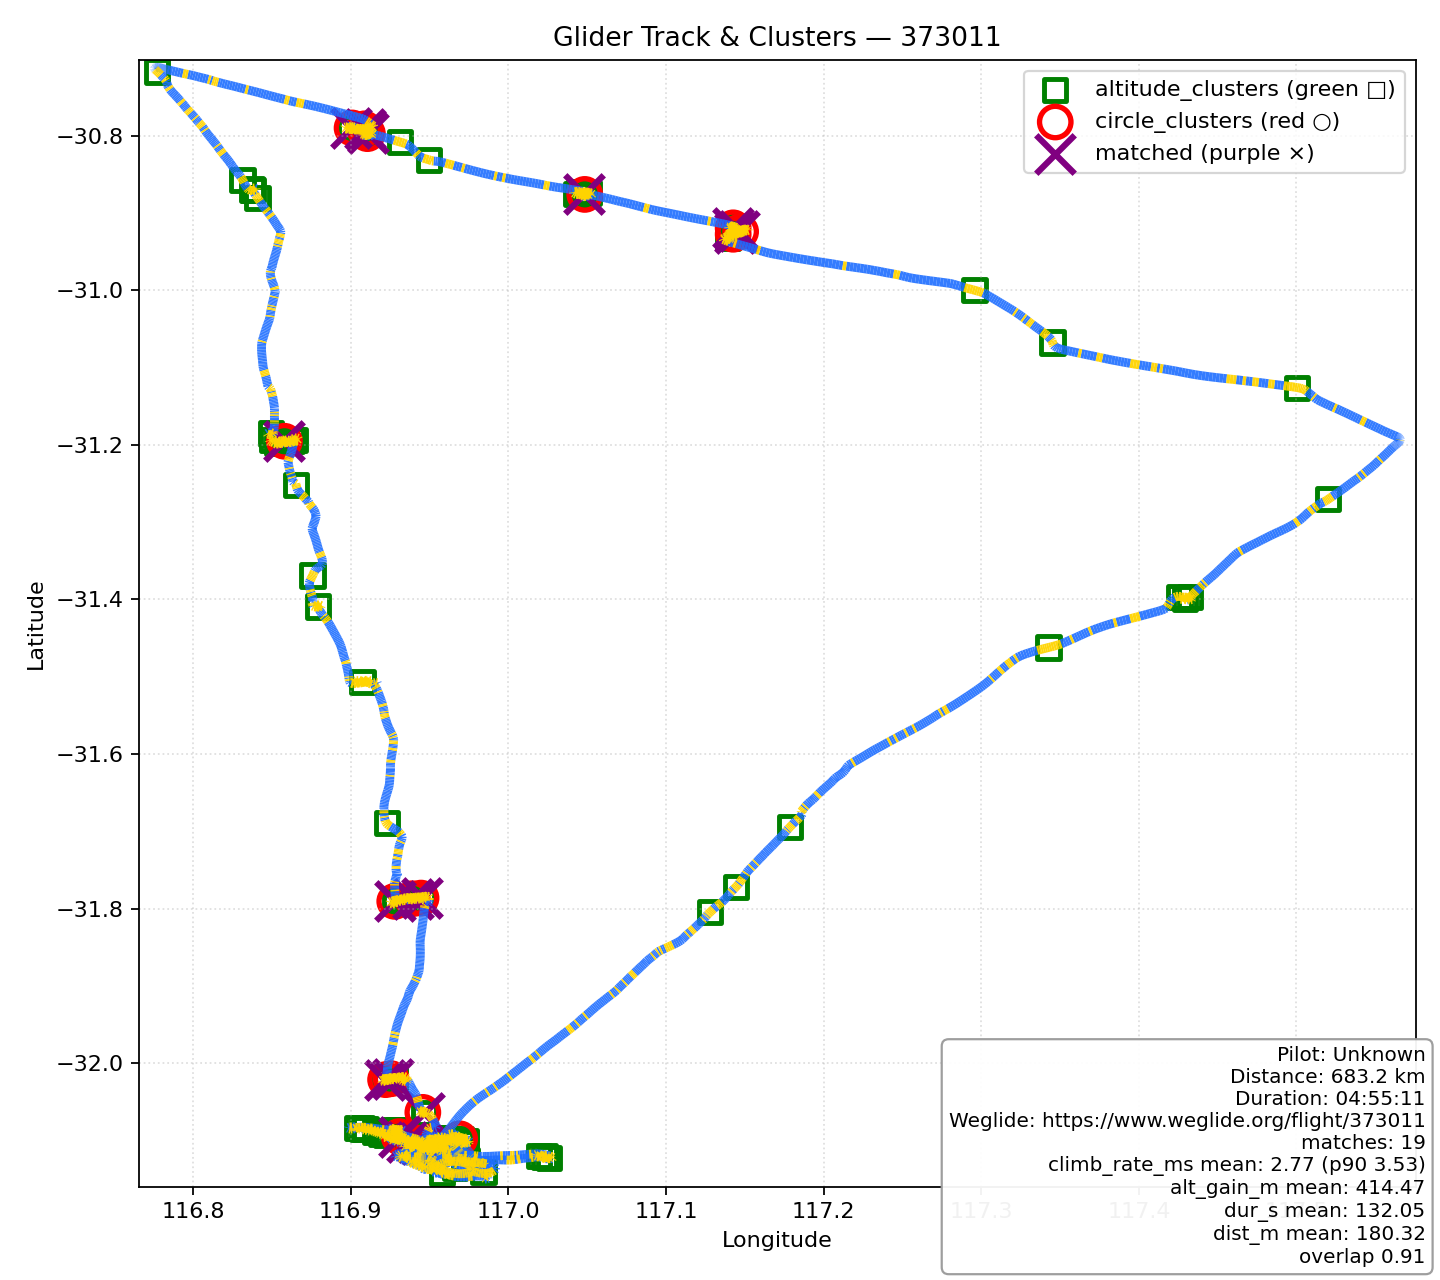 Glider Track & Clusters — 373011
altitude_clusters (green □)
circle_clusters (red ○)
matched (purple ×)
−30.8
−31.0
−31.2
−31.4
−31.6
−31.8
−32.0
Latitude
116.8
116.9
117.0
117.1
117.2
117.3
117.4
Longitude
Pilot: Unknown
Distance: 683.2 km
Duration: 04:55:11
Weglide: https://www.weglide.org/flight/373011
matches: 19
climb_rate_ms mean: 2.77 (p90 3.53)
alt_gain_m mean: 414.47
dur_s mean: 132.05
dist_m mean: 180.32
overlap 0.91